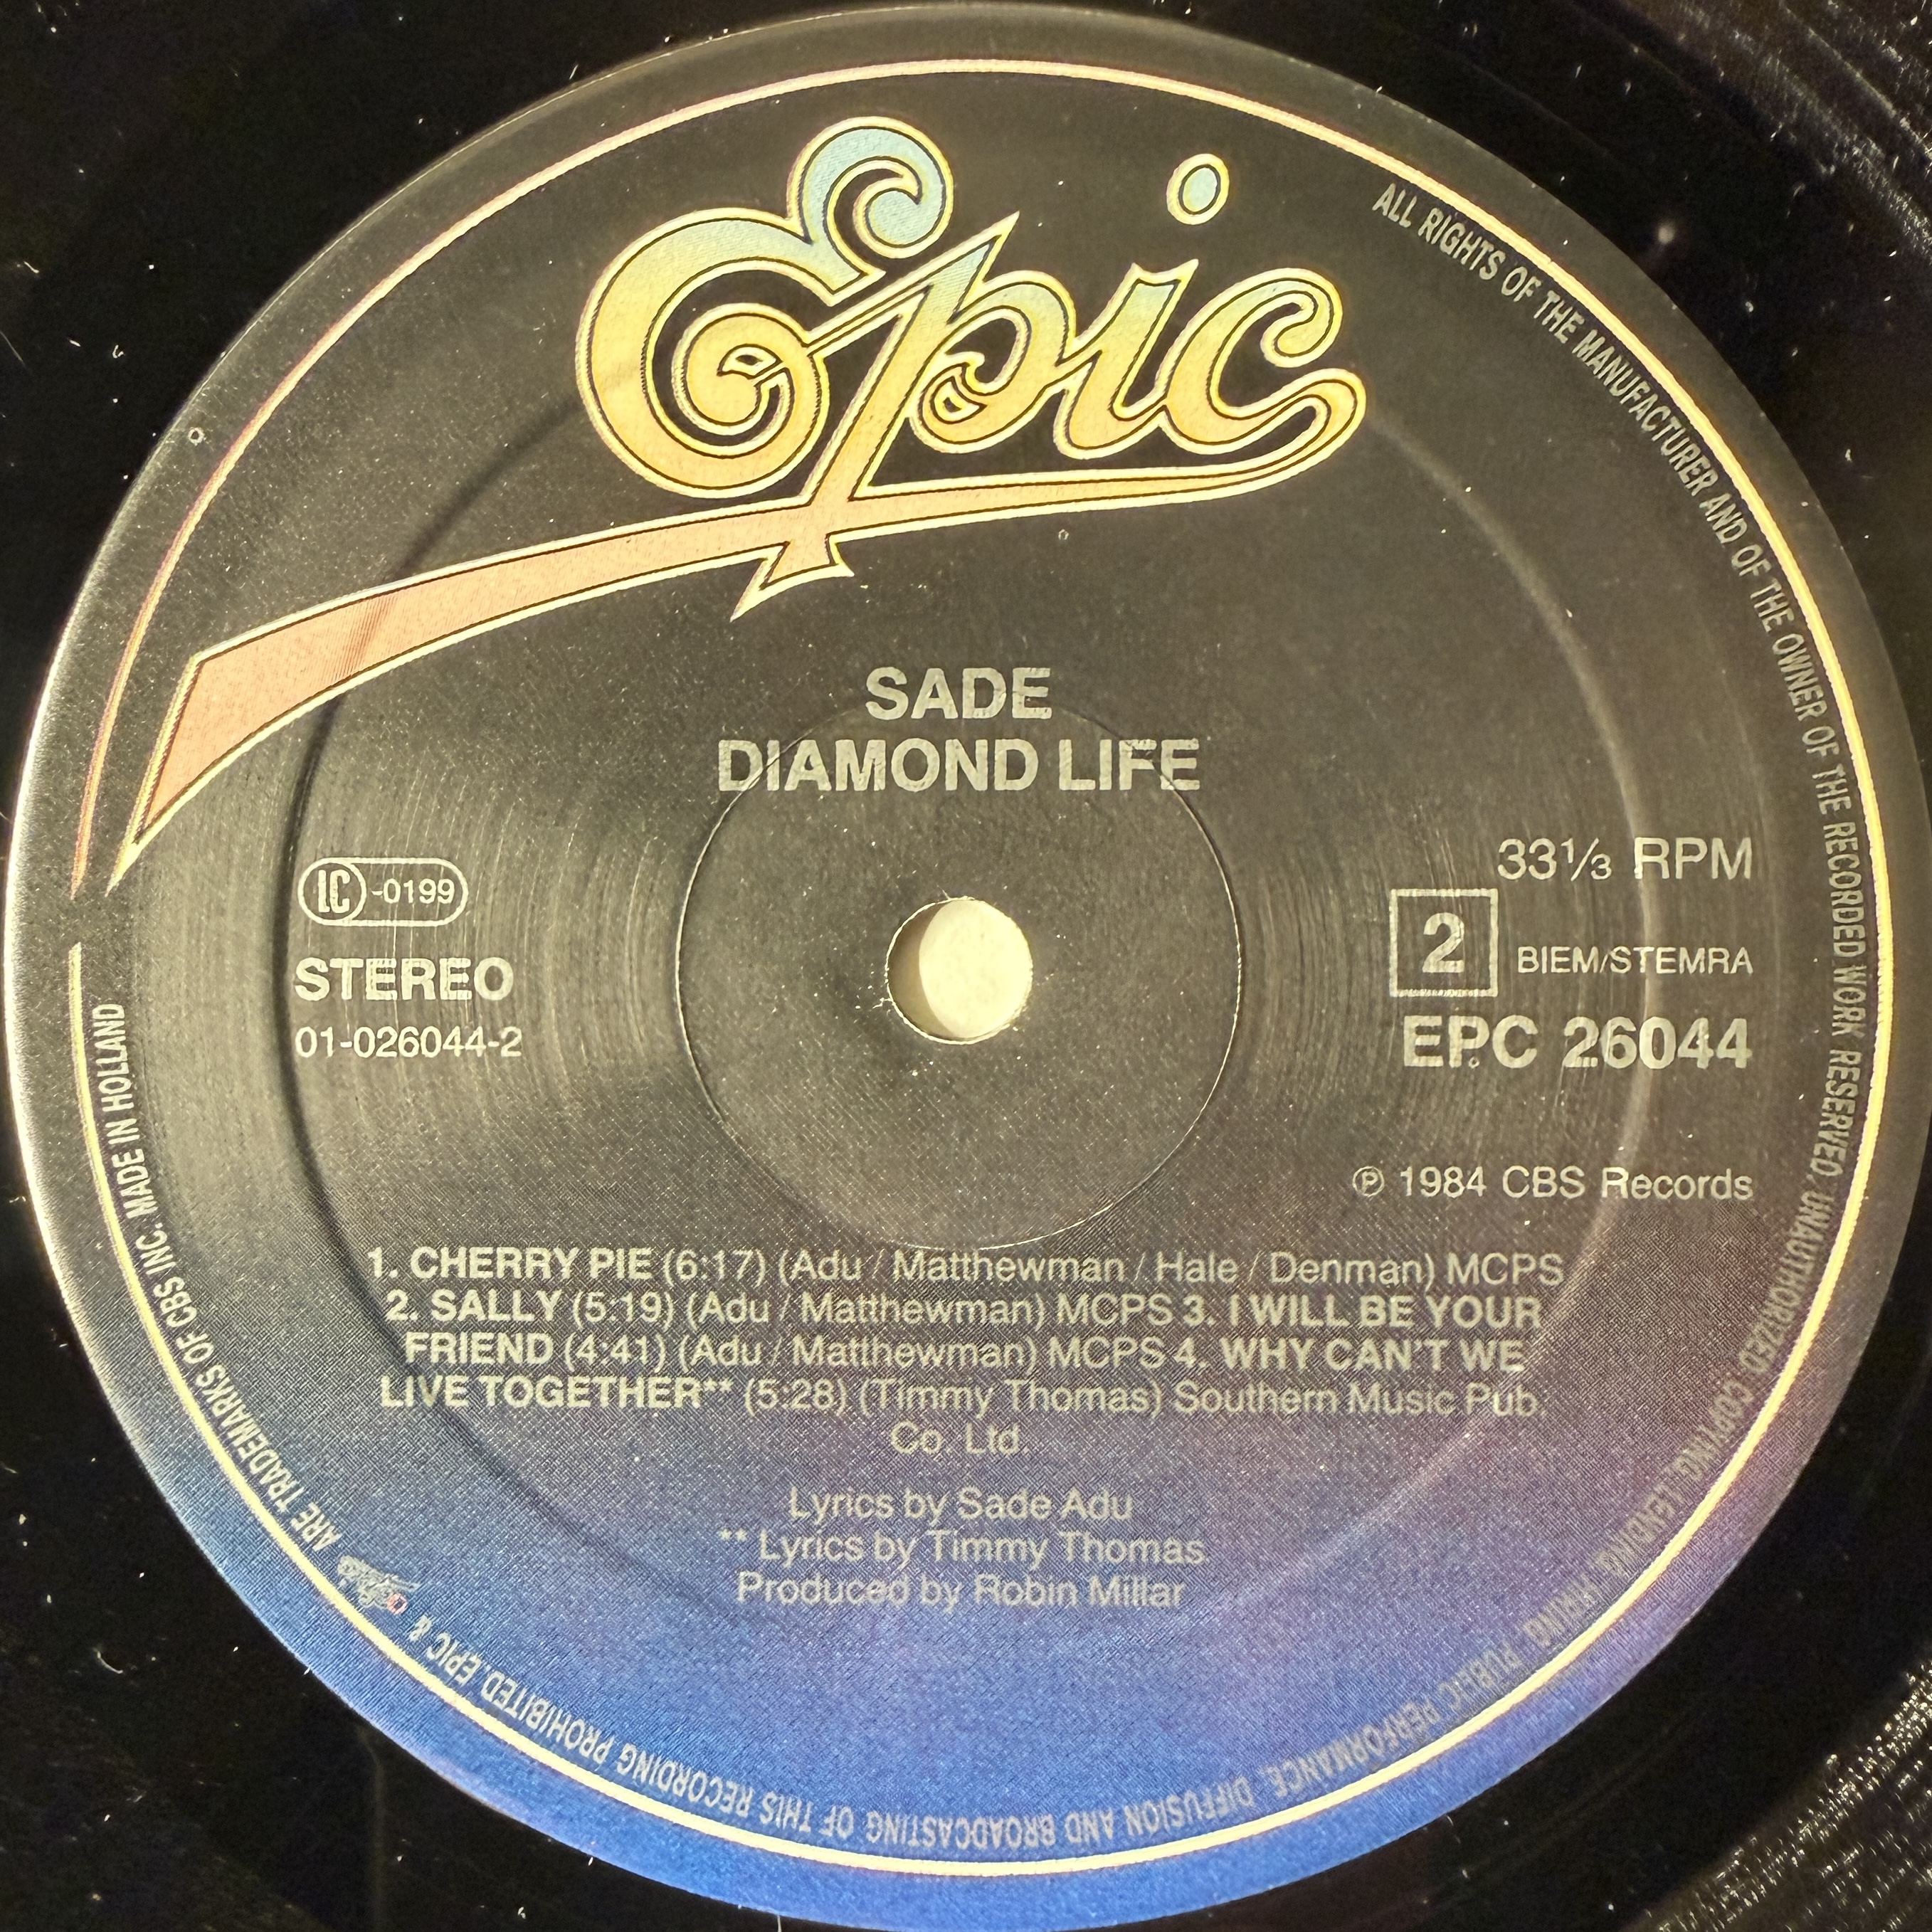 Epic
SADE
DIAMOND LIFE
LC -0199
STEREO
01-026044-2
33⅓ RPM
2 BIEM/STEMRA
EPC 26044
℗ 1984 CBS Records
1. CHERRY PIE (6:17) (Adu / Matthewman / Hale / Denman) MCPS
2. SALLY (5:19) (Adu / Matthewman) MCPS 3. I WILL BE YOUR
FRIEND (4:41) (Adu / Matthewman) MCPS 4. WHY CAN'T WE
LIVE TOGETHER** (5:28) (Timmy Thomas) Southern Music Pub.
Co. Ltd.
Lyrics by Sade Adu
** Lyrics by Timmy Thomas
Produced by Robin Millar
ALL RIGHTS OF THE MANUFACTURER AND OF THE OWNER OF THE RECORDED WORK RESERVED. UNAUTHORIZED COPYING, LENDING, HIRING, PUBLIC PERFORMANCE, DIFFUSION AND BROADCASTING OF THIS RECORDING PROHIBITED. EPIC & ARE TRADEMARKS OF CBS INC. MADE IN HOLLAND